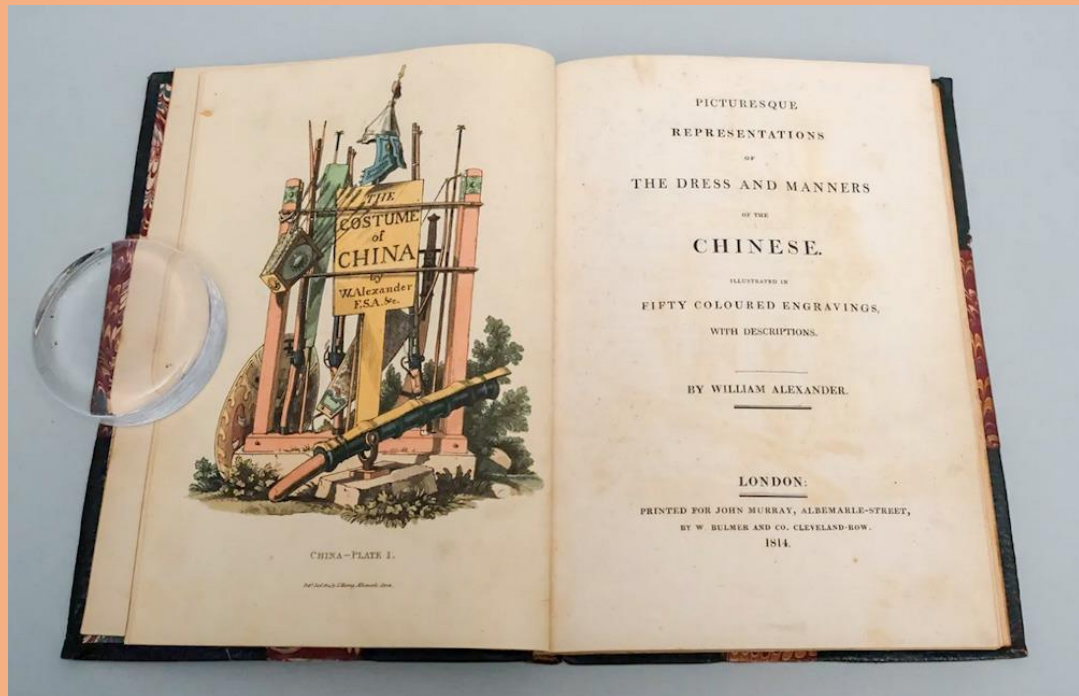 THE
COSTUME
of
CHINA
by
W. Alexander
F.S.A. &c.
CHINA-PLATE 1.
PICTURESQUE
REPRESENTATIONS
OF
THE DRESS AND MANNERS
OF THE
CHINESE.
ILLUSTRATED IN
FIFTY COLOURED ENGRAVINGS,
WITH DESCRIPTIONS.
BY WILLIAM ALEXANDER.
LONDON:
PRINTED FOR JOHN MURRAY, ALBEMARLE-STREET,
BY W. BULMER AND CO. CLEVELAND-ROW.
1814.